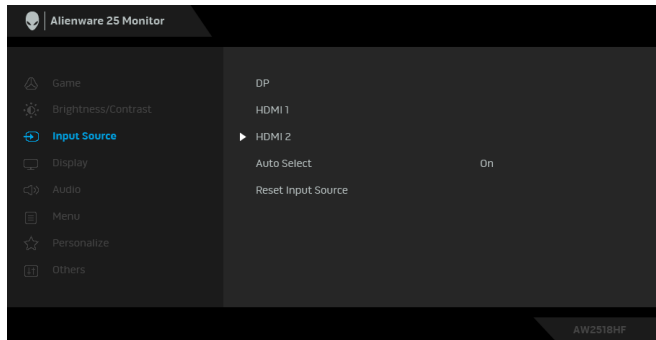 Alienware 25 Monitor
Game
Brightness/Contrast
Input Source
Display
Audio
Menu
Personalize
Others
DP
HDMI 1
HDMI 2
Auto Select On
Reset Input Source
AW2518HF